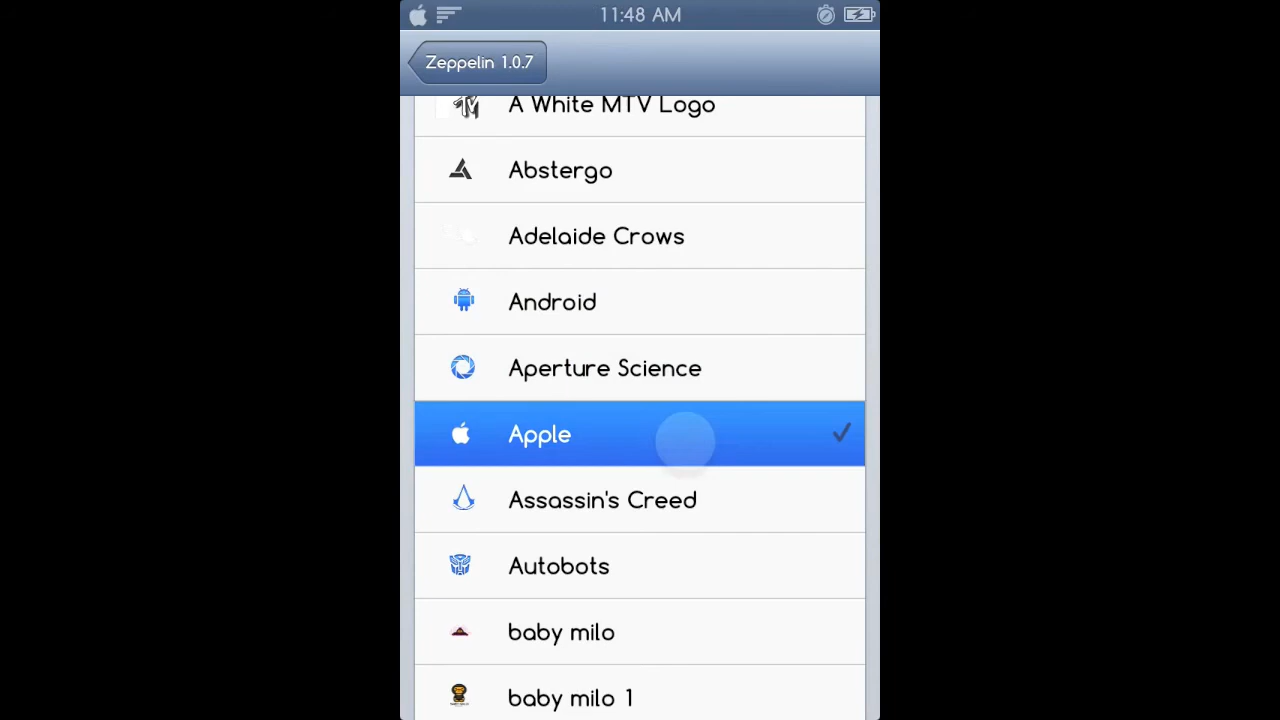 11:48 AM
Zeppelin 1.0.7
A White MTV Logo
Abstergo
Adelaide Crows
Android
Aperture Science
Apple
Assassin's Creed
Autobots
baby milo
baby milo 1